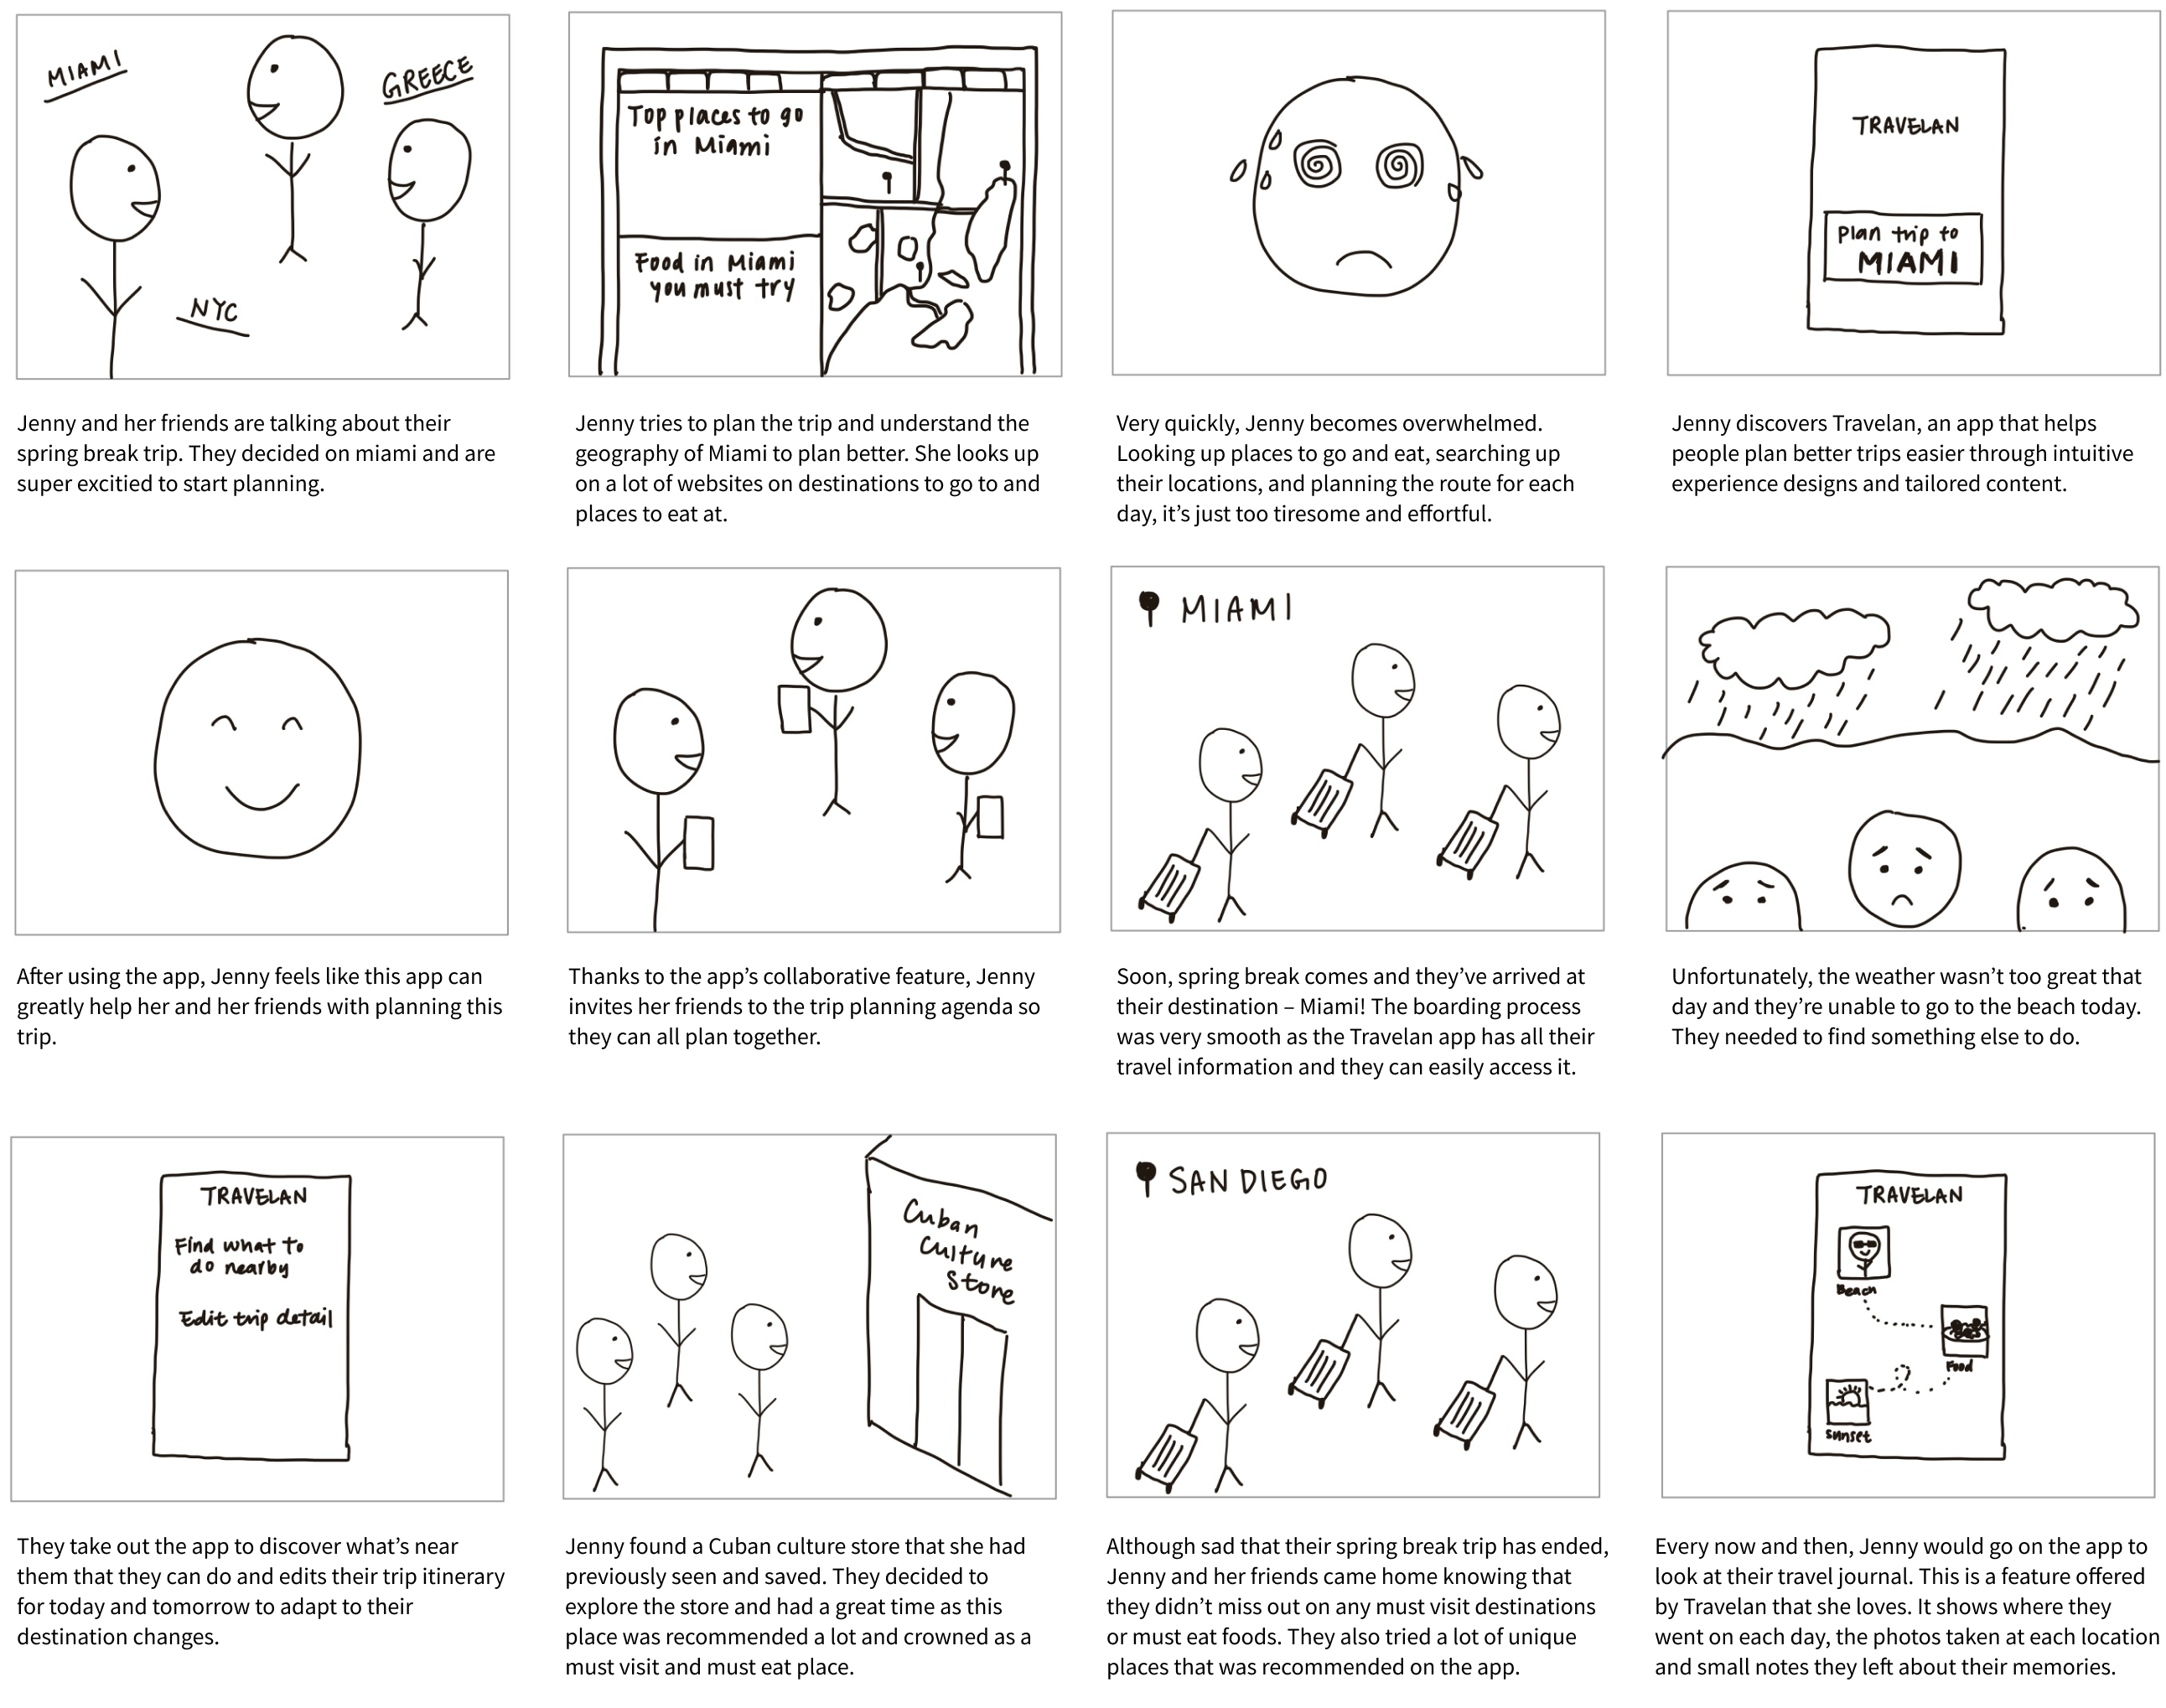 MIAMI
GREECE
NYC
Top places to go
in Miami
Food in Miami
you must try
TRAVELAN
Plan trip to
MIAMI
Jenny and her friends are talking about their
spring break trip. They decided on miami and are
super excitied to start planning.
Jenny tries to plan the trip and understand the
geography of Miami to plan better. She looks up
on a lot of websites on destinations to go to and
places to eat at.
Very quickly, Jenny becomes overwhelmed.
Looking up places to go and eat, searching up
their locations, and planning the route for each
day, it’s just too tiresome and effortful.
Jenny discovers Travelan, an app that helps
people plan better trips easier through intuitive
experience designs and tailored content.
MIAMI
After using the app, Jenny feels like this app can
greatly help her and her friends with planning this
trip.
Thanks to the app’s collaborative feature, Jenny
invites her friends to the trip planning agenda so
they can all plan together.
Soon, spring break comes and they’ve arrived at
their destination – Miami! The boarding process
was very smooth as the Travelan app has all their
travel information and they can easily access it.
Unfortunately, the weather wasn’t too great that
day and they’re unable to go to the beach today.
They needed to find something else to do.
TRAVELAN
Find what to
do nearby
Edit trip detail
Cuban
Culture
Store
SAN DIEGO
TRAVELAN
Beach
Food
Sunset
They take out the app to discover what’s near
them that they can do and edits their trip itinerary
for today and tomorrow to adapt to their
destination changes.
Jenny found a Cuban culture store that she had
previously seen and saved. They decided to
explore the store and had a great time as this
place was recommended a lot and crowned as a
must visit and must eat place.
Although sad that their spring break trip has ended,
Jenny and her friends came home knowing that
they didn’t miss out on any must visit destinations
or must eat foods. They also tried a lot of unique
places that was recommended on the app.
Every now and then, Jenny would go on the app to
look at their travel journal. This is a feature offered
by Travelan that she loves. It shows where they
went on each day, the photos taken at each location
and small notes they left about their memories.